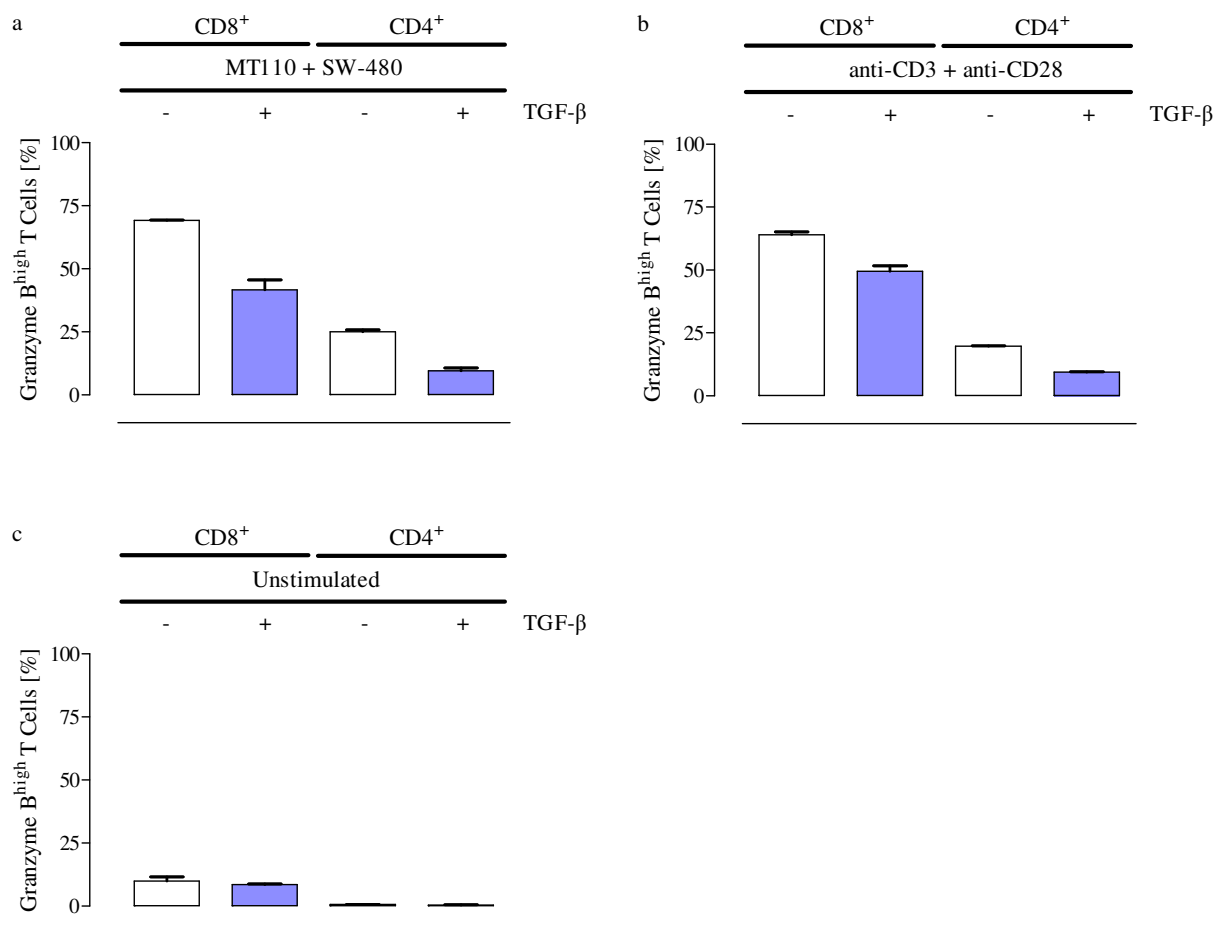 a
CD8⁺ CD4⁺
MT110 + SW-480
- + - + TGF-β
Granzyme Bʰⁱᵍʰ T Cells [%]
100
75
50
25
0
b
CD8⁺ CD4⁺
anti-CD3 + anti-CD28
- + - + TGF-β
Granzyme Bʰⁱᵍʰ T Cells [%]
100
75
50
25
0
c
CD8⁺ CD4⁺
Unstimulated
- + - + TGF-β
Granzyme Bʰⁱᵍʰ T Cells [%]
100
75
50
25
0